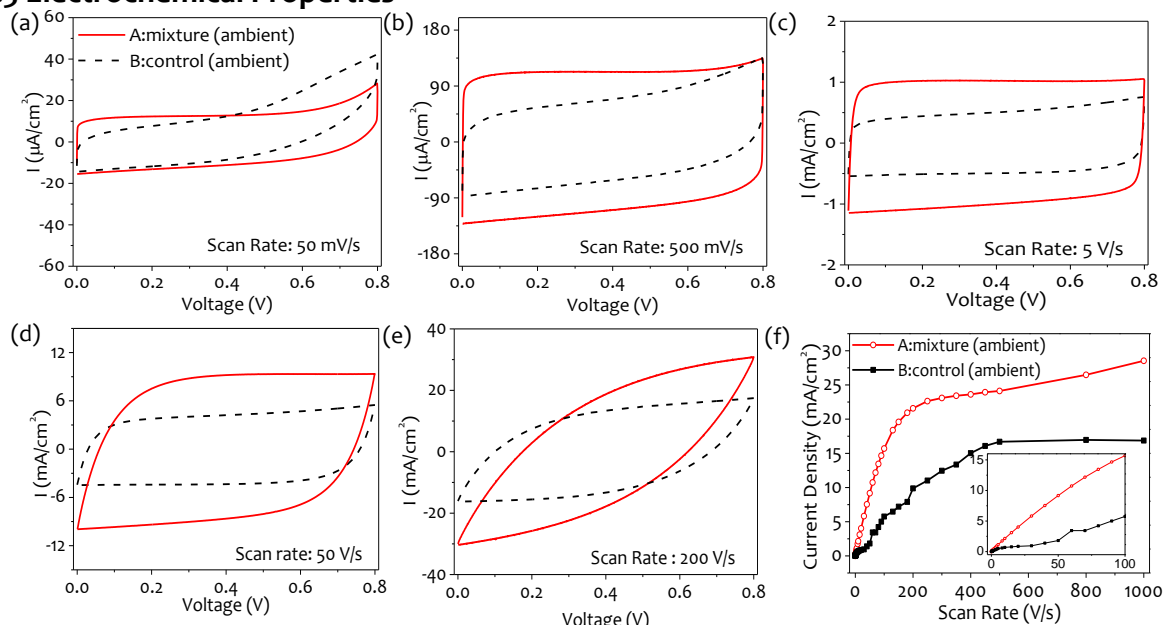 Electrochemical Properties
(a)
60
40
20
0
-20
-40
-60
I (µA/cm²)
A:mixture (ambient)
B:control (ambient)
Scan Rate: 50 mV/s
0.0 0.2 0.4 0.6 0.8
Voltage (V)
(b)
180
90
0
-90
-180
I (µA/cm²)
Scan Rate: 500 mV/s
0.0 0.2 0.4 0.6 0.8
Voltage (V)
(c)
2
1
0
-1
-2
I (mA/cm²)
Scan Rate: 5 V/s
0.0 0.2 0.4 0.6 0.8
Voltage (V)
(d)
12
6
0
-6
-12
I (mA/cm²)
Scan rate: 50 V/s
0.0 0.2 0.4 0.6 0.8
Voltage (V)
(e)
40
20
0
-20
-40
I (mA/cm²)
Scan Rate : 200 V/s
0.0 0.2 0.4 0.6 0.8
Voltage (V)
(f)
30
25
20
15
10
5
0
Current Density (mA/cm²)
A:mixture (ambient)
B:control (ambient)
15
10
5
0
0 50 100
0 200 400 600 800 1000
Scan Rate (V/s)